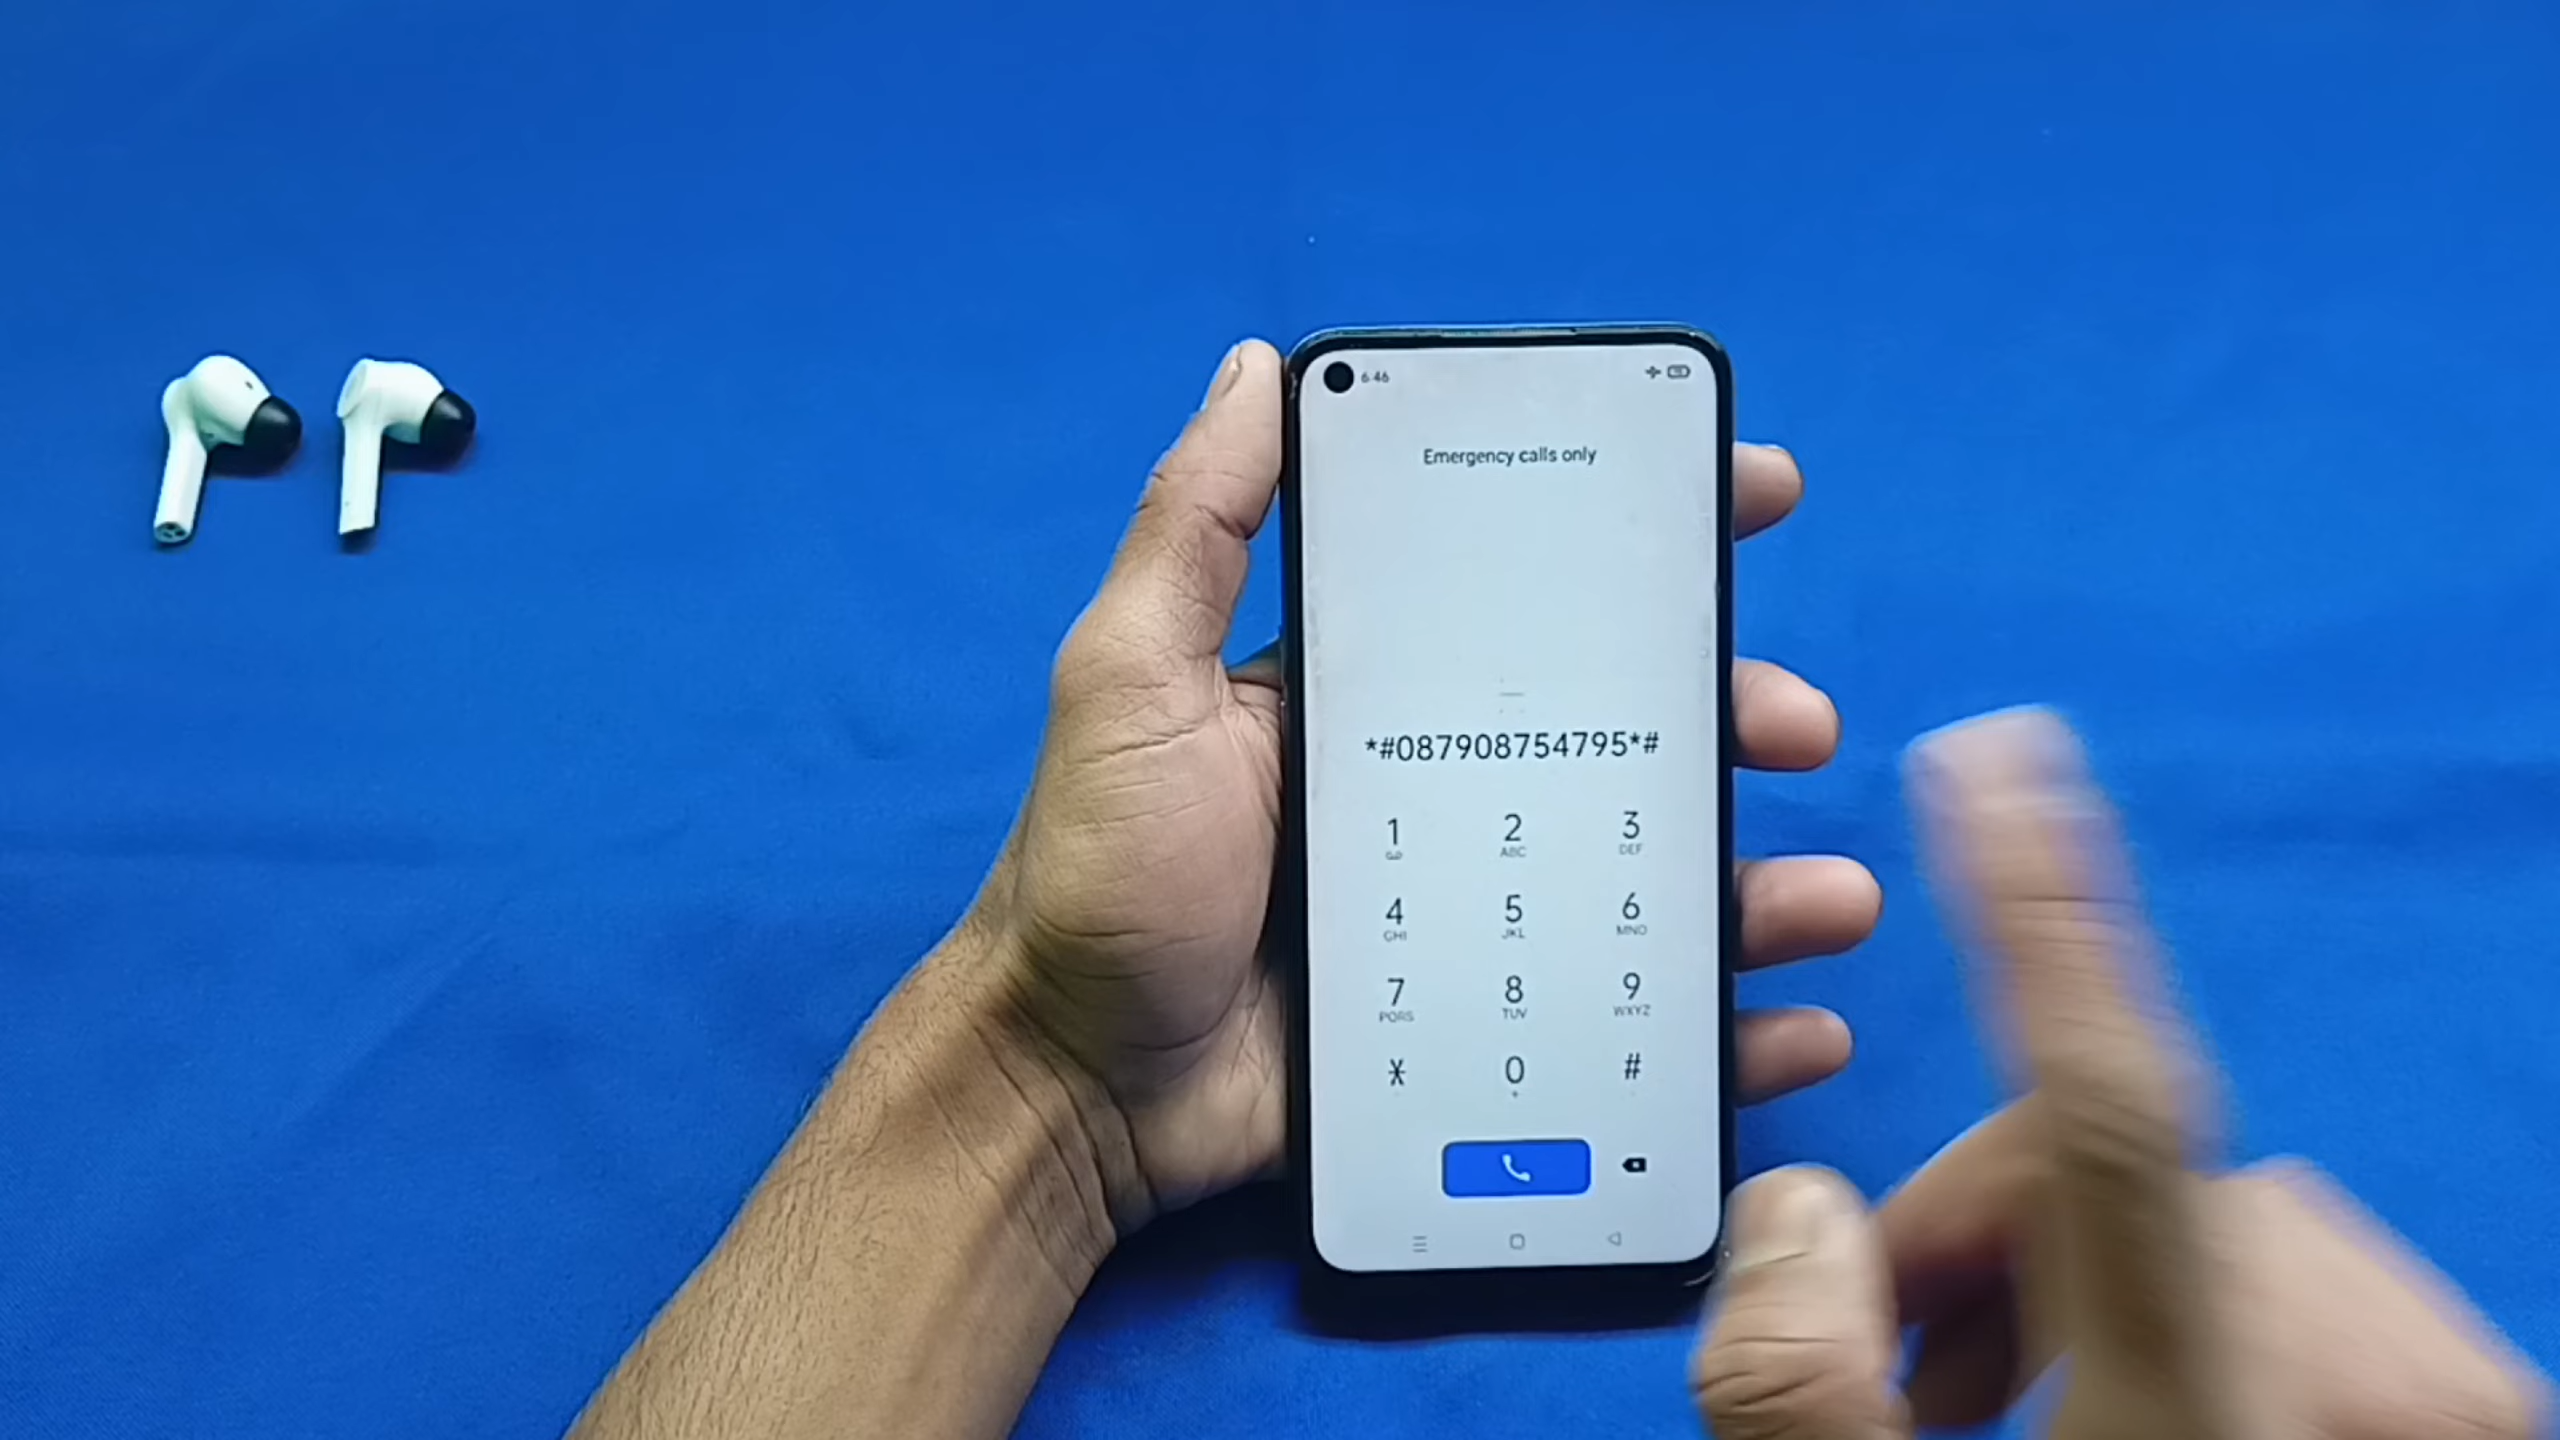 6:46
Emergency calls only
*#087908754795*#
1 2 3
ABC DEF
4 5 6
GHI JKL MNO
7 8 9
PQRS TUV WXYZ
* 0 #
+